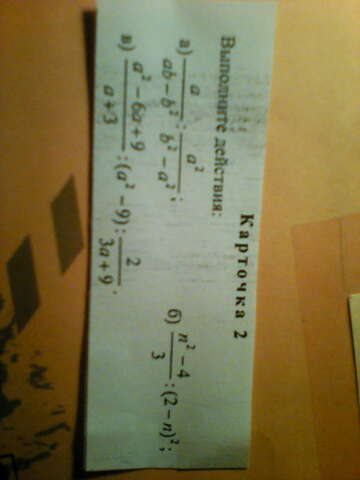 Карточка 2
Выполните действия:
а) a/(ab − b²) : a²/(b² − a²);  б) (n² − 4)/3 : (2 − n)²;
в) (a² − 6a + 9)/(a + 3) : (a² − 9) : 2/(3a + 9).